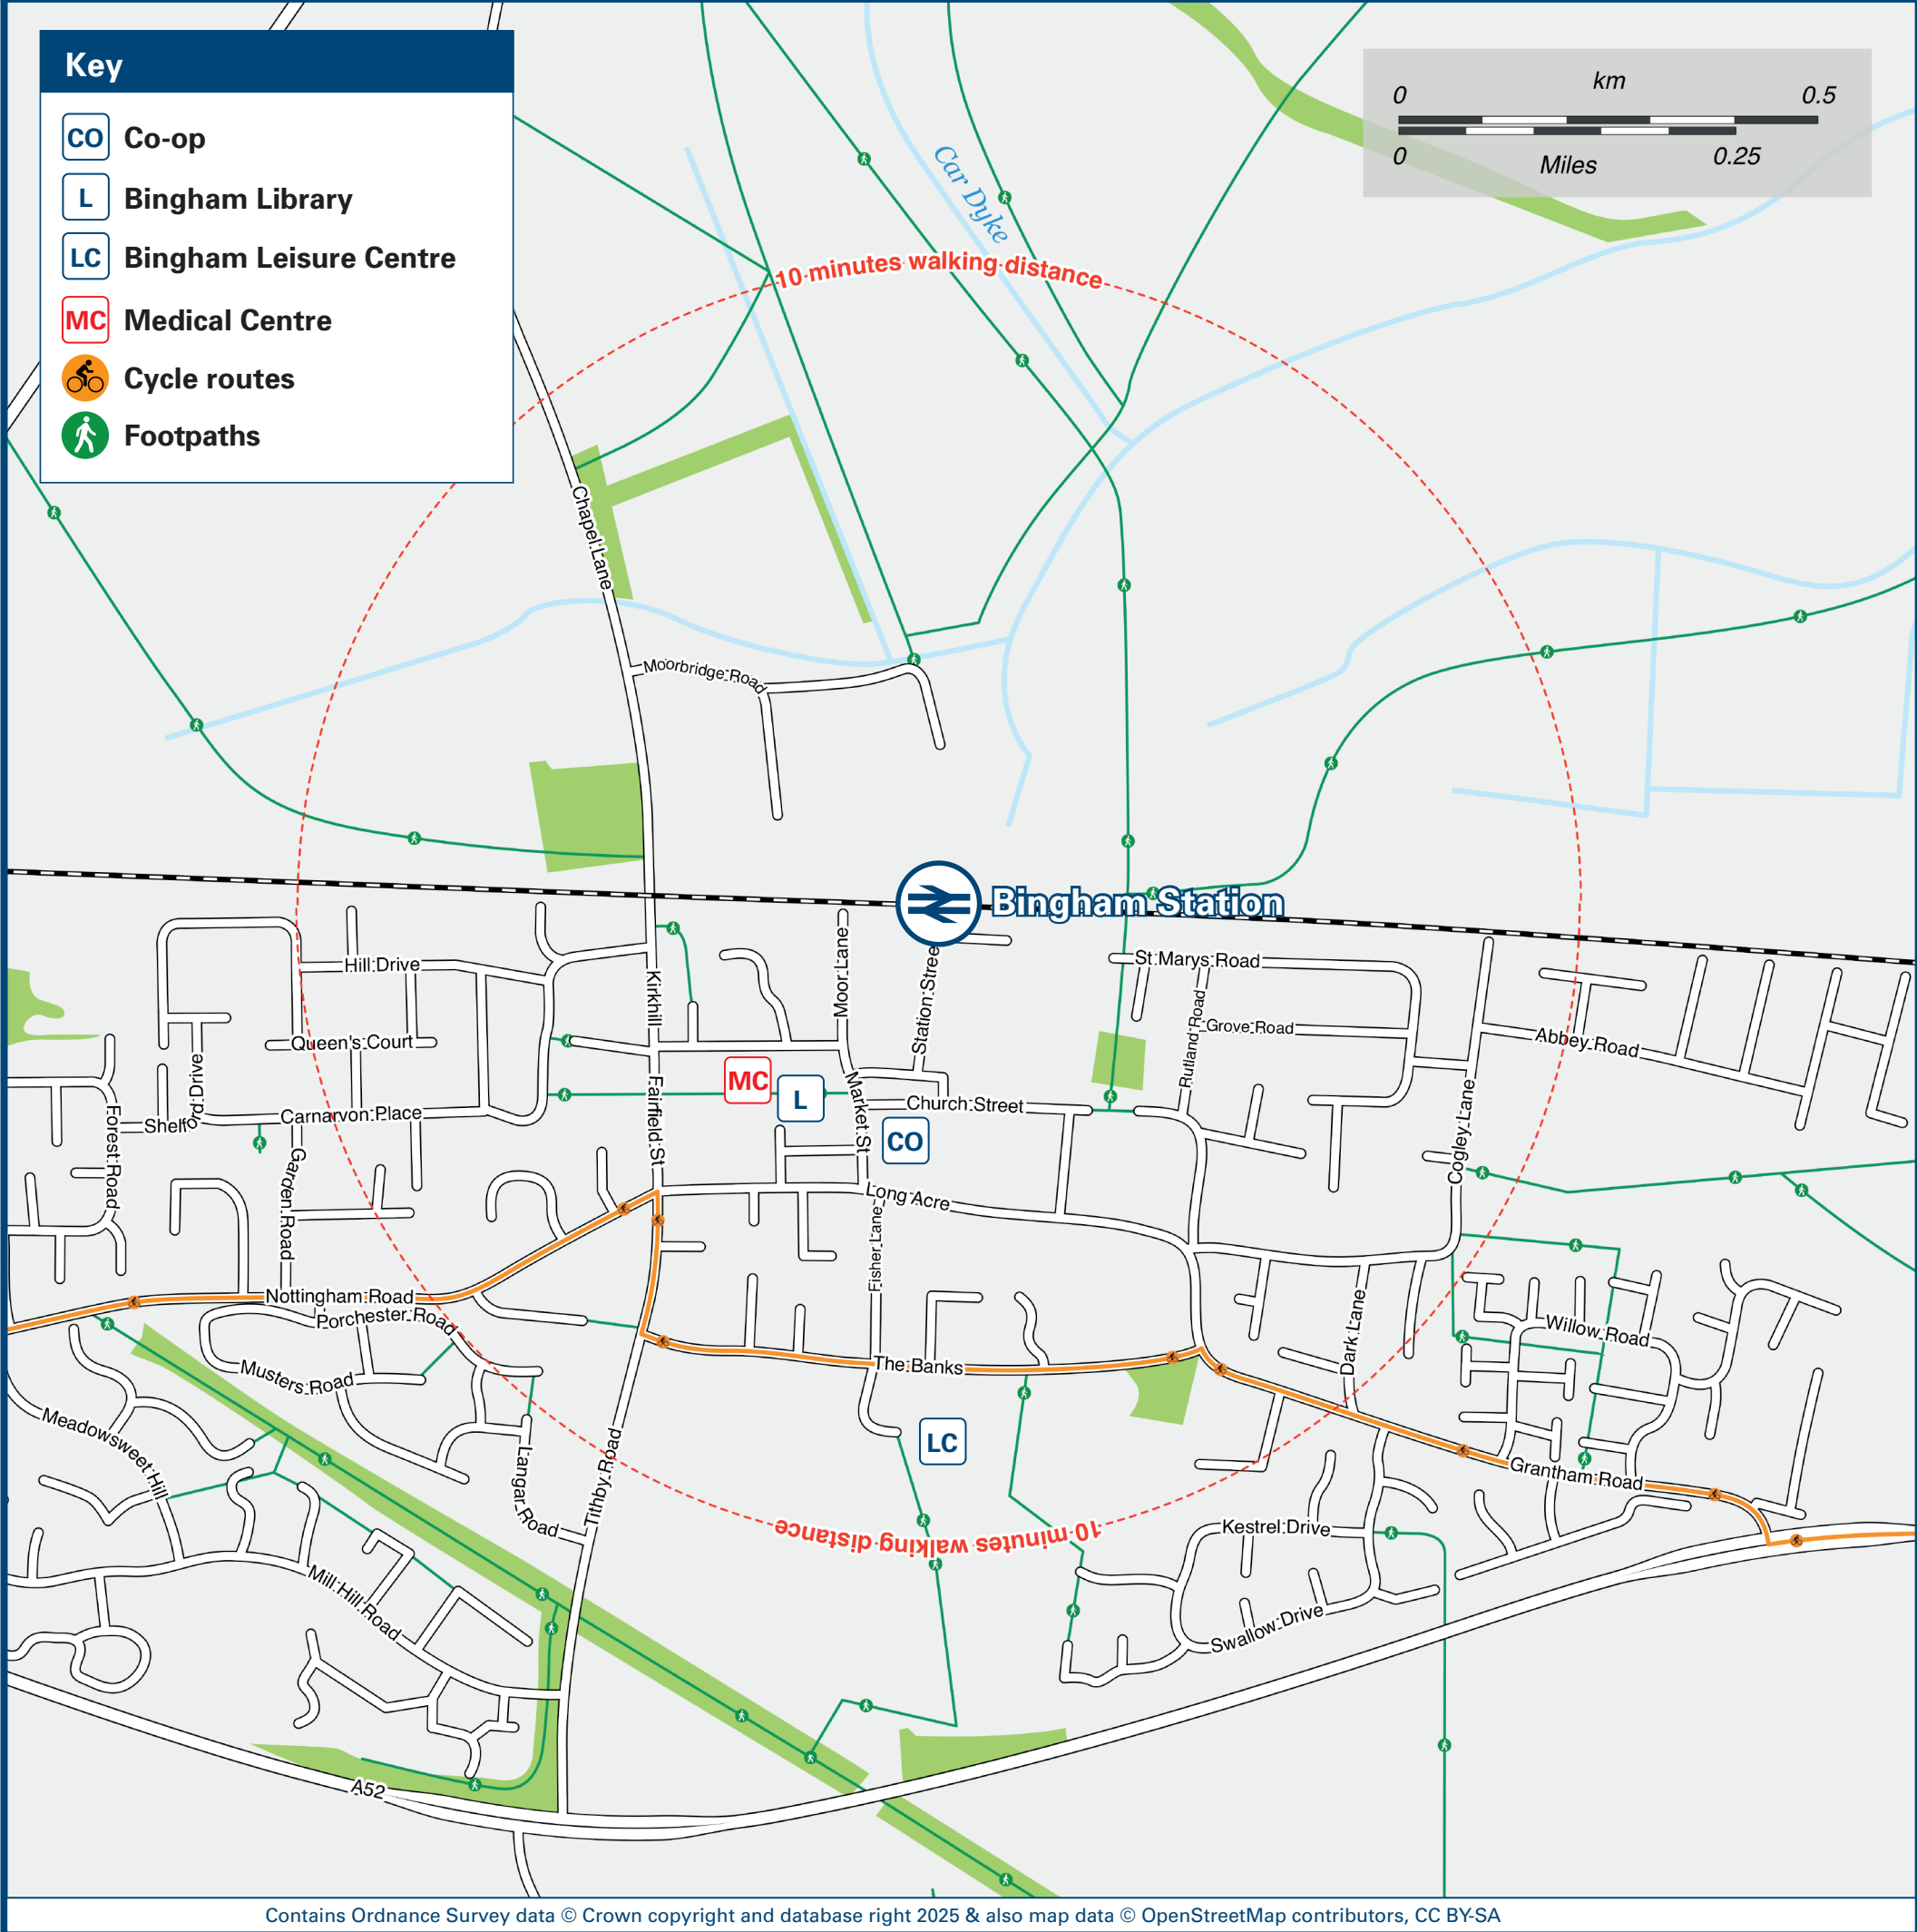 Key
CO Co-op
L Bingham Library
LC Bingham Leisure Centre
MC Medical Centre
Cycle routes
Footpaths
km
0 0.5
0 0.25
Miles
Car Dyke
10 minutes walking distance
Chapel Lane
Moorbridge Road
Bingham Station
Hill Drive
Kirkhill
Moor Lane
Station Stree
St Marys Road
Rutland Road
Grove Road
Abbey Road
Queen's Court
Shelford Drive
Carnarvon Place
Forest Road
Garden Road
Fairfield St
MC
L
Market St
Church Street
CO
Cogley Lane
Long Acre
Fisher Lane
Nottingham Road
Porchester Road
Musters Road
The Banks
Dark Lane
Willow Road
Meadowsweet Hill
LC
Langar Road
Tithby Road
Grantham Road
10 minutes walking distance
Kestrel Drive
Mill Hill Road
Swallow Drive
A52
Contains Ordnance Survey data © Crown copyright and database right 2025 & also map data © OpenStreetMap contributors, CC BY-SA